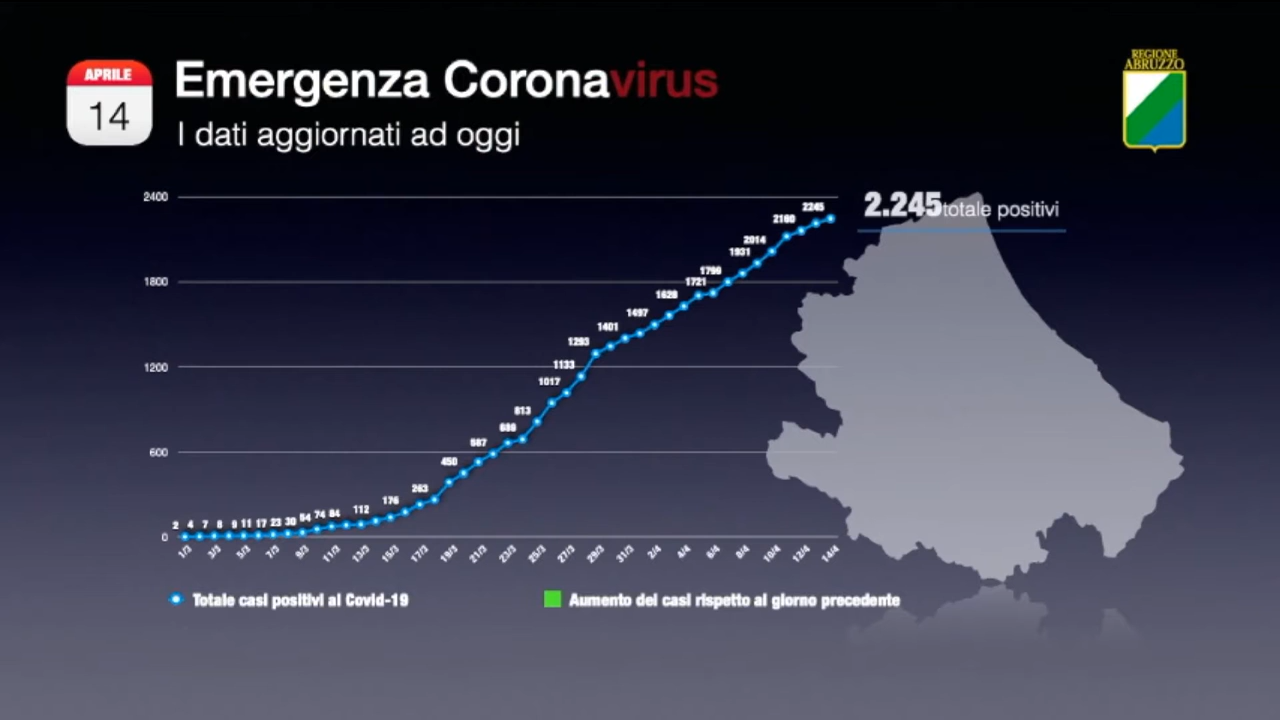 APRILE
14
Emergenza Coronavirus
I dati aggiornati ad oggi
REGIONE
ABRUZZO
2.245 totale positivi
2400
1800
1200
600
0
2 4 7 8 9 11 17 23 30 54 74 84 112 176 263 450 587 689 813 1017 1133 1293 1401 1497 1628 1721 1799 1931 2014 2160 2245
1/3 3/3 5/3 7/3 9/3 11/3 13/3 15/3 17/3 19/3 21/3 23/3 25/3 27/3 29/3 31/3 2/4 4/4 6/4 8/4 10/4 12/4 14/4
Totale casi positivi al Covid-19
Aumento dei casi rispetto al giorno precedente